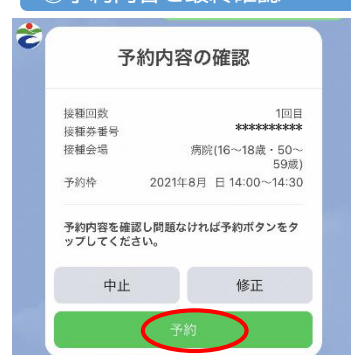 予約内容の確認
接種回数 1回目
接種券番号 **********
接種会場 病院(16～18歳・50～
59歳)
予約枠 2021年8月 日 14:00～14:30
予約内容を確認し問題なければ予約ボタンをタ
ップしてください。
中止 修正
予約